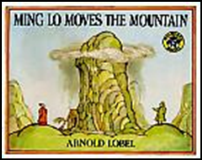 MING LO MOVES THE MOUNTAIN
ARNOLD LOBEL